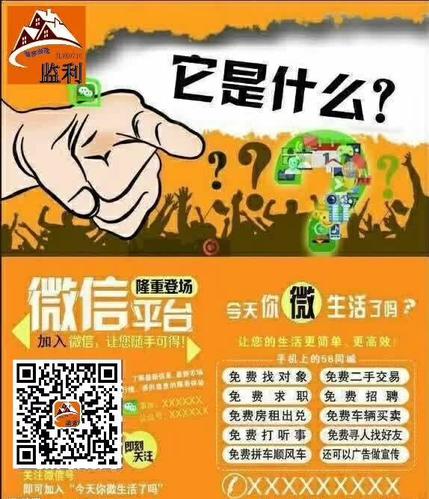 监利
它是什么?
微信平台
隆重登场
加入微信,让您随手可得!
即刻关注
关注微信号
即可加入“今天你微生活了吗”
今天你微生活了吗?
让您的生活更简单、更高效!
手机上的58同城
免费找对象
免费二手交易
免费求职
免费招聘
免费房租出兑
免费车辆买卖
免费打听事
免费寻人找好友
免费拼车顺风车
还可以广告做宣传
XXXXXXXXXX